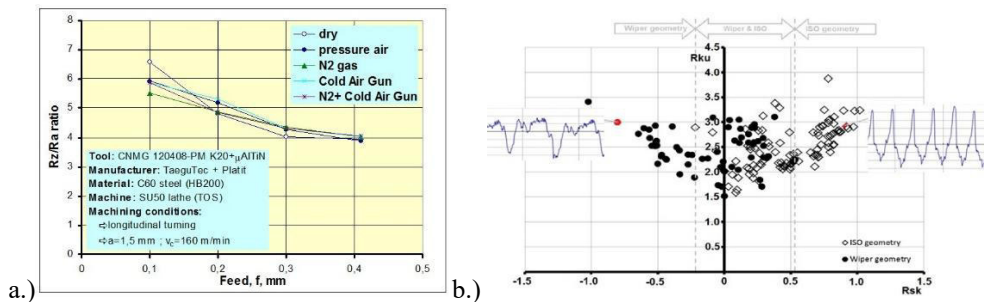 8
7
6
5
4
3
2
1
0
Rz/Ra ratio
dry
pressure air
N2 gas
Cold Air Gun
N2+ Cold Air Gun
Tool: CNMG 120408-PM K20+µAlTiN
Manufacturer: TaeguTec + Platit
Material: C60 steel (HB200)
Machine: SU50 lathe (TOS)
Machining conditions:
⇨longitudinal turning
⇨a=1,5 mm ; vc=160 m/min
0 0,1 0,2 0,3 0,4 0,5
Feed, f, mm
a.)
Wiper geometry Wiper & ISO ISO geometry
Rku
4.5
4.0
3.5
3.0
2.5
2.0
1.5
1.0
0.5
◇ ISO geometry
● Wiper geometry
-1.5 -1.0 -0.5 0.0 0.5 1.0 1.5
Rsk
b.)